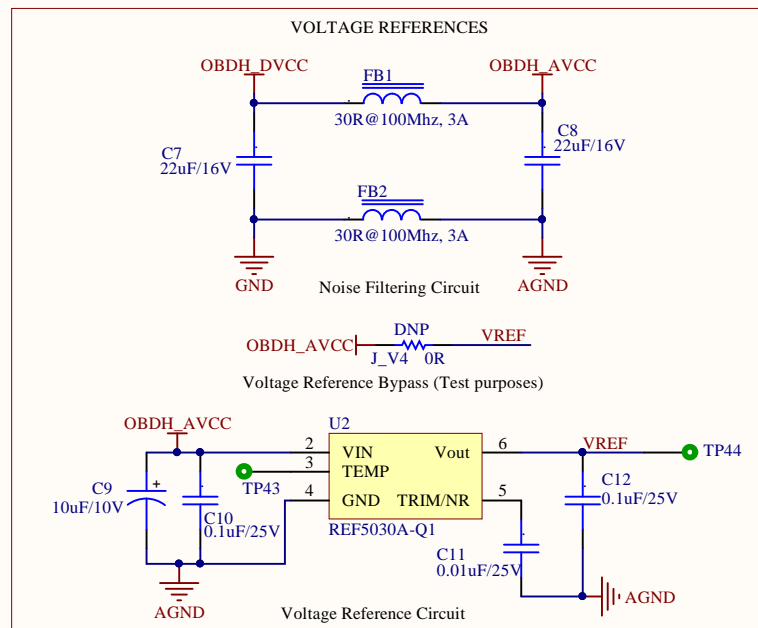 VOLTAGE REFERENCES
OBDH_DVCC
FB1
OBDH_AVCC
30R@100Mhz, 3A
C7
22uF/16V
C8
22uF/16V
FB2
30R@100Mhz, 3A
GND
AGND
Noise Filtering Circuit
DNP
OBDH_AVCC
VREF
J_V4
0R
Voltage Reference Bypass (Test purposes)
U2
OBDH_AVCC
2
VIN
Vout
6
VREF
TP44
3
TEMP
TP43
C9
10uF/10V
4
GND
TRIM/NR
5
C12
0.1uF/25V
C10
0.1uF/25V
REF5030A-Q1
C11
0.01uF/25V
AGND
AGND
Voltage Reference Circuit